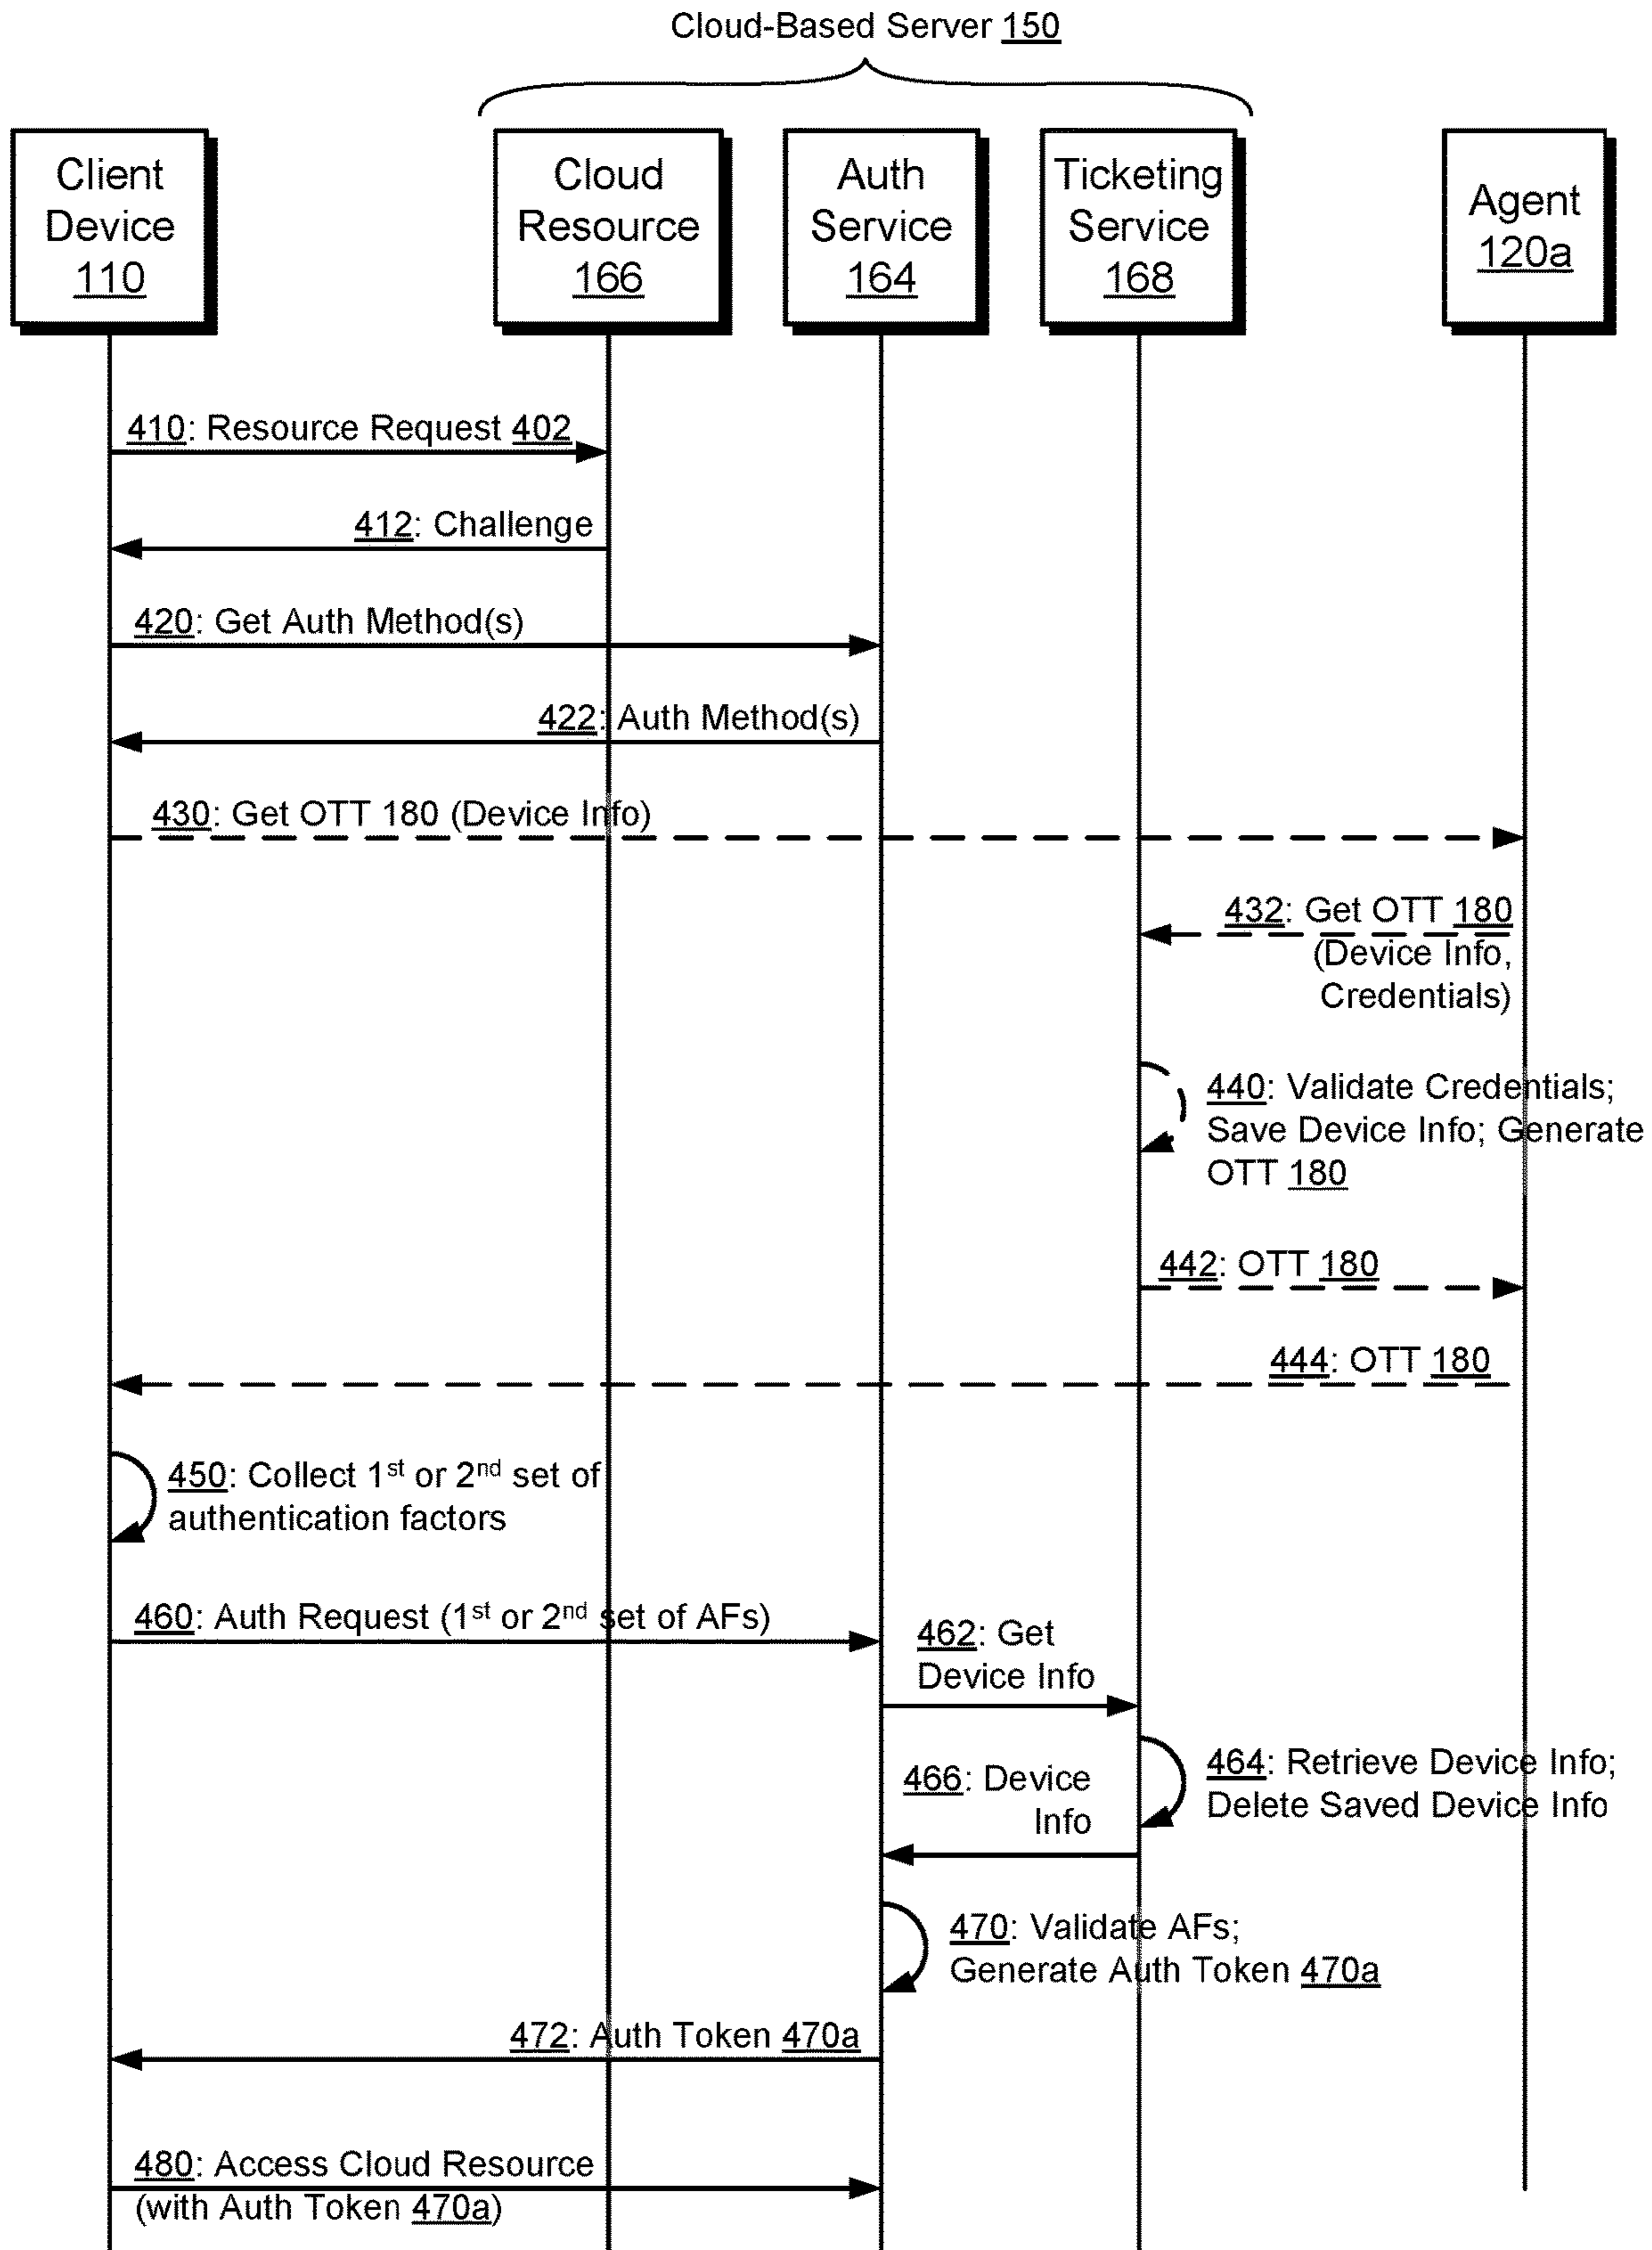 Cloud-Based Server 150
Client
Device
110
Cloud
Resource
166
Auth
Service
164
Ticketing
Service
168
Agent
120a
410: Resource Request 402
412: Challenge
420: Get Auth Method(s)
422: Auth Method(s)
430: Get OTT 180 (Device Info)
432: Get OTT 180
(Device Info,
Credentials)
440: Validate Credentials;
Save Device Info; Generate
OTT 180
442: OTT 180
444: OTT 180
450: Collect 1st or 2nd set of
authentication factors
460: Auth Request (1st or 2nd set of AFs)
462: Get
Device Info
464: Retrieve Device Info;
Delete Saved Device Info
466: Device
Info
470: Validate AFs;
Generate Auth Token 470a
472: Auth Token 470a
480: Access Cloud Resource
(with Auth Token 470a)